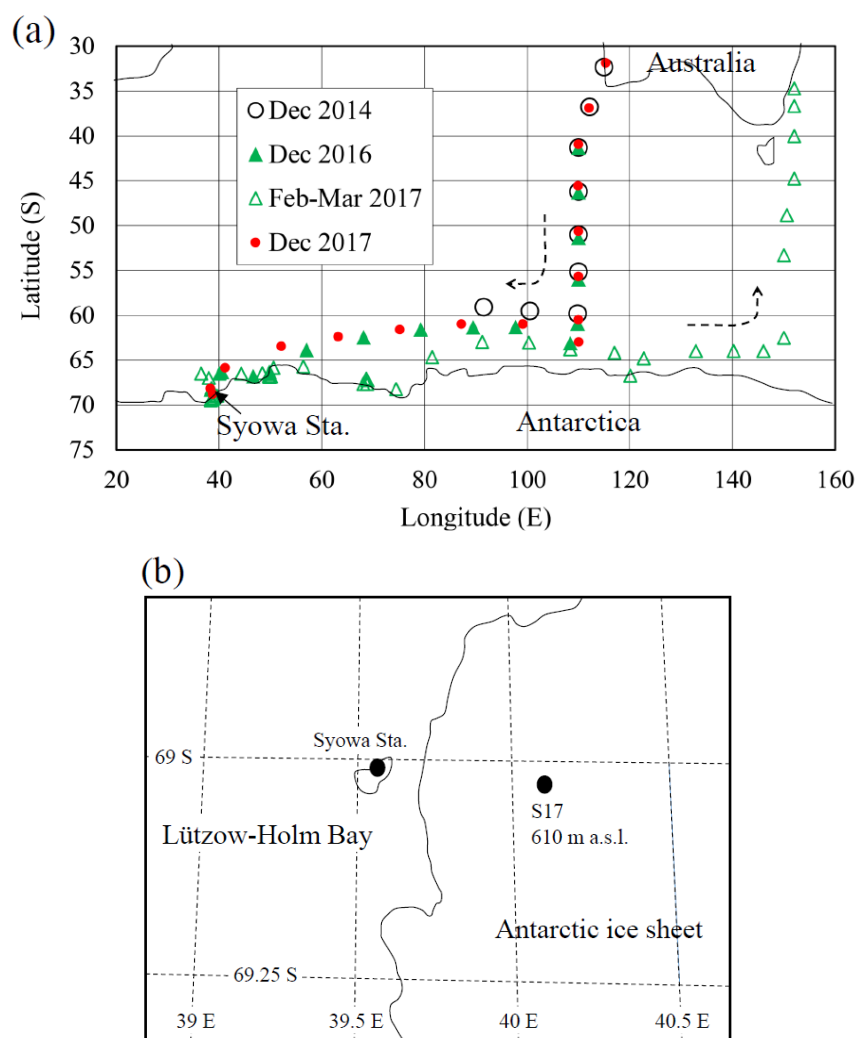 (a)
30
35
40
45
50
55
60
65
70
75
Latitude (S)
Australia
Dec 2014
Dec 2016
Feb-Mar 2017
Dec 2017
Syowa Sta.
Antarctica
20 40 60 80 100 120 140 160
Longitude (E)
(b)
Syowa Sta.
69 S
S17
610 m a.s.l.
Lützow-Holm Bay
Antarctic ice sheet
69.25 S
39 E 39.5 E 40 E 40.5 E